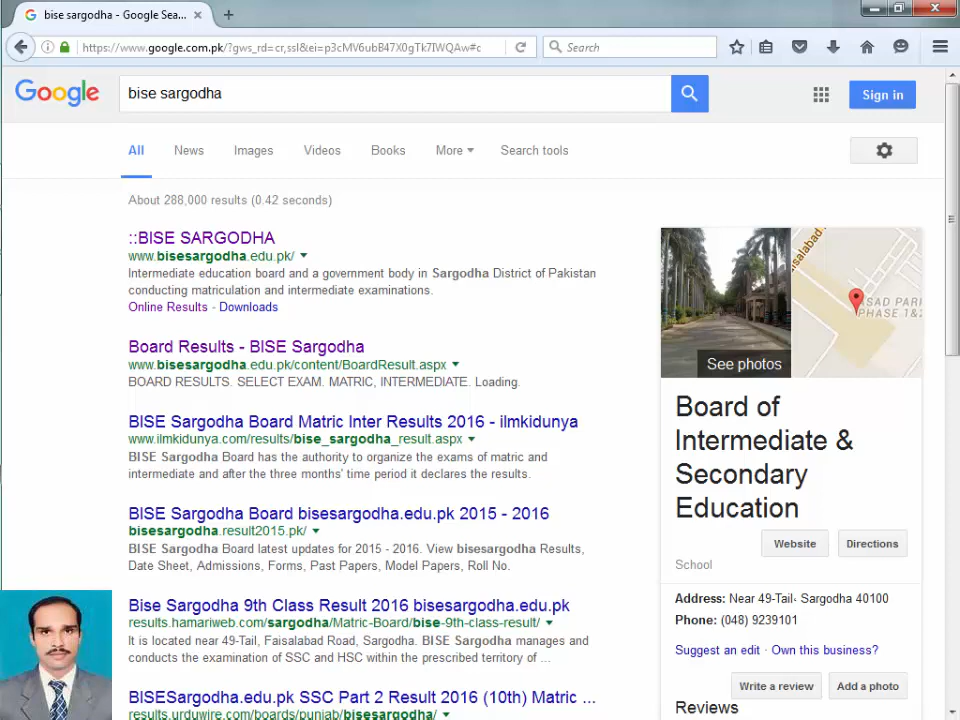 bise sargodha - Google Sea...
https://www.google.com.pk/?gws_rd=cr,ssl&ei=p3cMV6ubB47X0gTk7IWQAw#c
Search
Google
bise sargodha
Sign in
All News Images Videos Books More Search tools
About 288,000 results (0.42 seconds)
::BISE SARGODHA
www.bisesargodha.edu.pk/
Intermediate education board and a government body in Sargodha District of Pakistan
conducting matriculation and intermediate examinations.
Online Results - Downloads
Board Results - BISE Sargodha
www.bisesargodha.edu.pk/content/BoardResult.aspx
BOARD RESULTS. SELECT EXAM. MATRIC, INTERMEDIATE. Loading.
BISE Sargodha Board Matric Inter Results 2016 - ilmkidunya
www.ilmkidunya.com/results/bise_sargodha_result.aspx
BISE Sargodha Board has the authority to organize the exams of matric and
intermediate and after the three months' time period it declares the results.
BISE Sargodha Board bisesargodha.edu.pk 2015 - 2016
bisesargodha.result2015.pk/
BISE Sargodha Board latest updates for 2015 - 2016. View bisesargodha Results,
Date Sheet, Admissions, Forms, Past Papers, Model Papers, Roll No.
Bise Sargodha 9th Class Result 2016 bisesargodha.edu.pk
results.hamariweb.com/sargodha/Matric-Board/bise-9th-class-result/
It is located near 49-Tail, Faisalabad Road, Sargodha. BISE Sargodha manages and
conducts the examination of SSC and HSC within the prescribed territory of ...
BISESargodha.edu.pk SSC Part 2 Result 2016 (10th) Matric ...
results.urduwire.com/boards/punjab/bisesargodha/
See photos
aisalabad
ASAD PARK
PHASE 1&2
Board of
Intermediate &
Secondary
Education
Website Directions
School
Address: Near 49-Tail، Sargodha 40100
Phone: (048) 9239101
Suggest an edit · Own this business?
Write a review Add a photo
Reviews